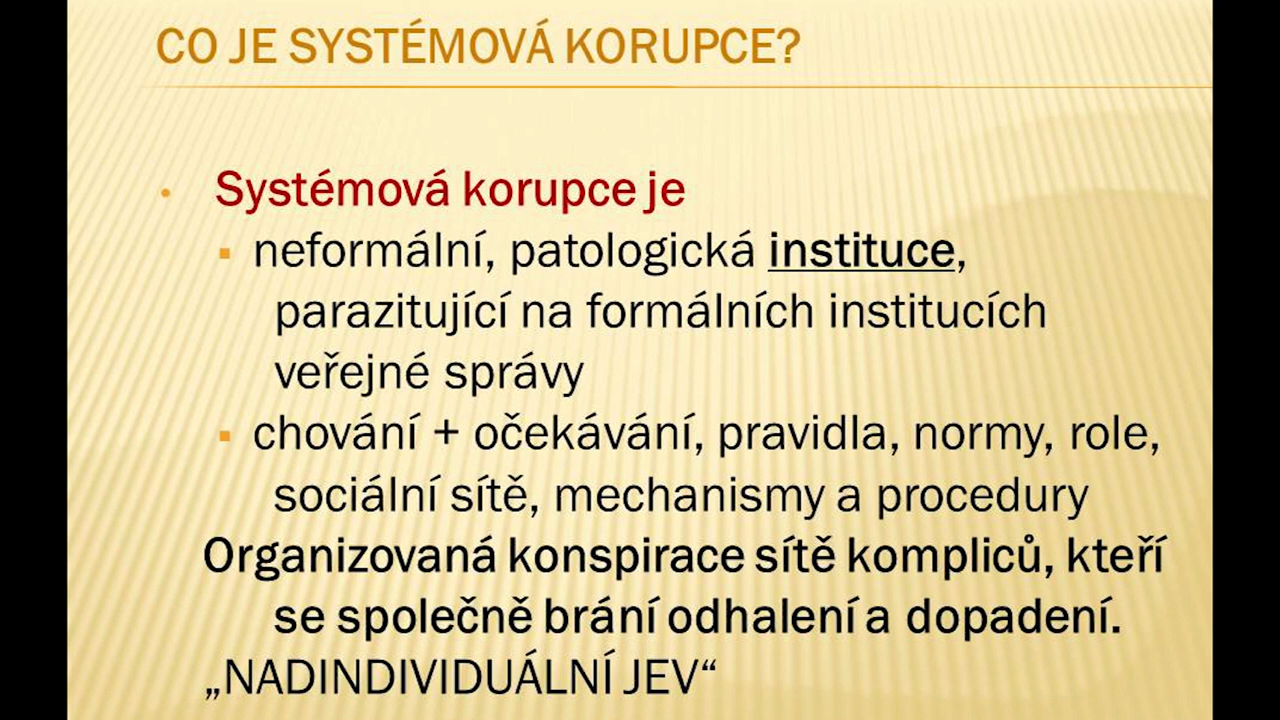 CO JE SYSTÉMOVÁ KORUPCE?
• Systémová korupce je
▪ neformální, patologická instituce,
parazitující na formálních institucích
veřejné správy
▪ chování + očekávání, pravidla, normy, role,
sociální sítě, mechanismy a procedury
Organizovaná konspirace sítě kompliců, kteří
se společně brání odhalení a dopadení.
„NADINDIVIDUÁLNÍ JEV“